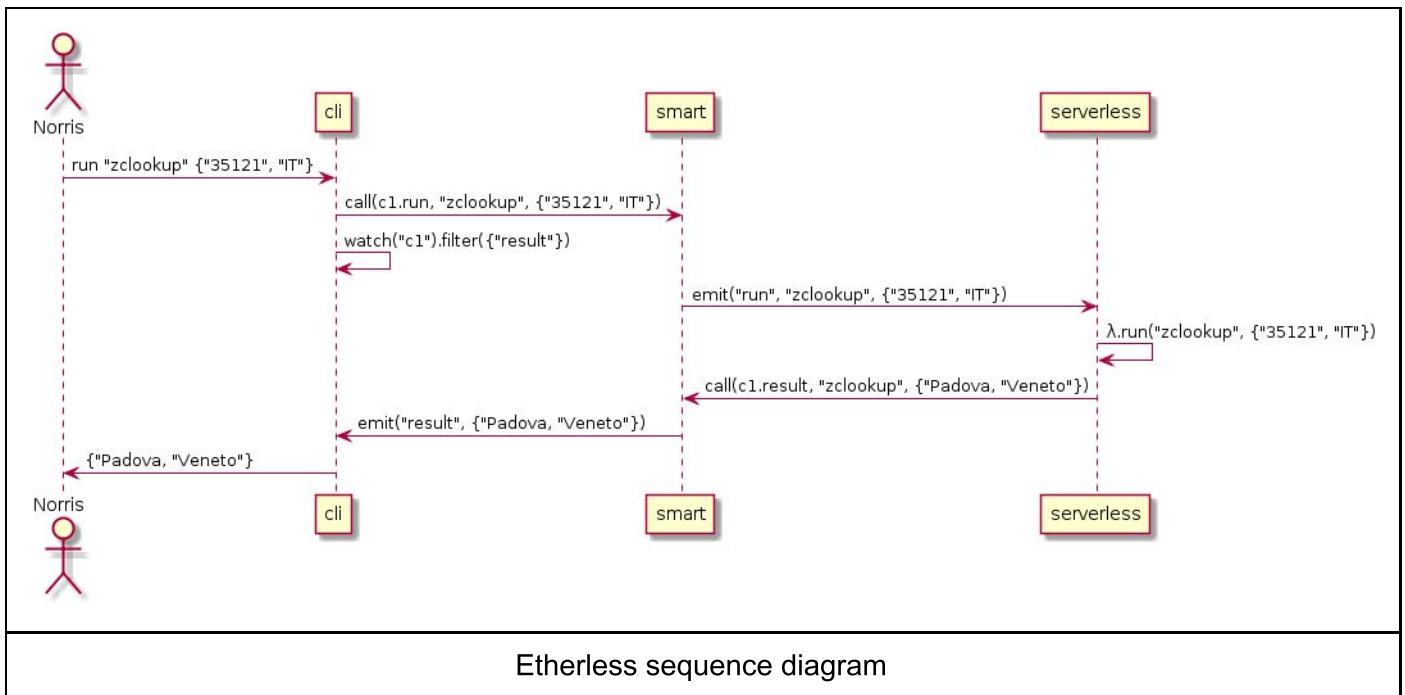 Norris
cli
smart
serverless
run "zclookup" {"35121", "IT"}
call(c1.run, "zclookup", {"35121", "IT"})
watch("c1").filter({"result"})
emit("run", "zclookup", {"35121", "IT"})
λ.run("zclookup", {"35121", "IT"})
call(c1.result, "zclookup", {"Padova, "Veneto"})
emit("result", {"Padova, "Veneto"})
{"Padova, "Veneto"}
Norris
cli
smart
serverless
Etherless sequence diagram